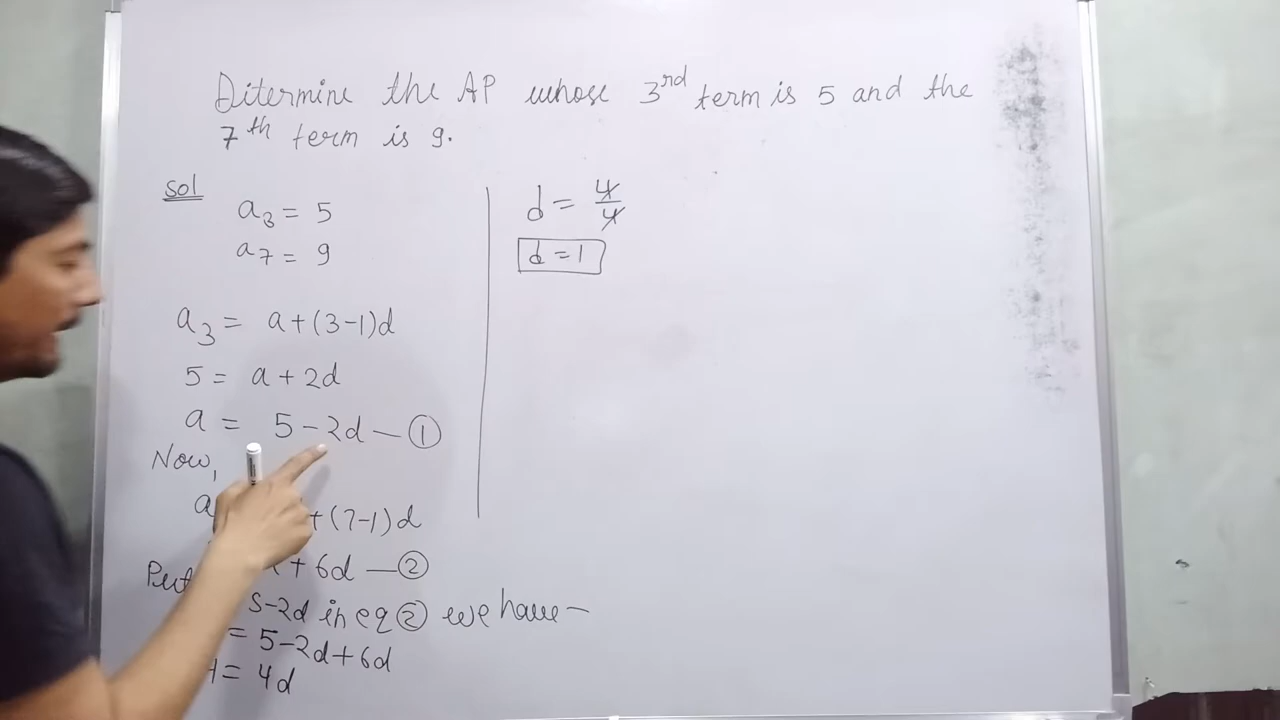 Ditermine the AP whose 3rd term is 5 and the
7th term is 9.
sol
a3 = 5
a7 = 9
a3 = a+(3-1)d
5 = a+2d
a = 5-2d — ①
Now,
a +(7-1)d
+ 6d — ②
Put 5-2d in eq ② we have —
= 5-2d+6d
= 4d
d = 4/4
d = 1